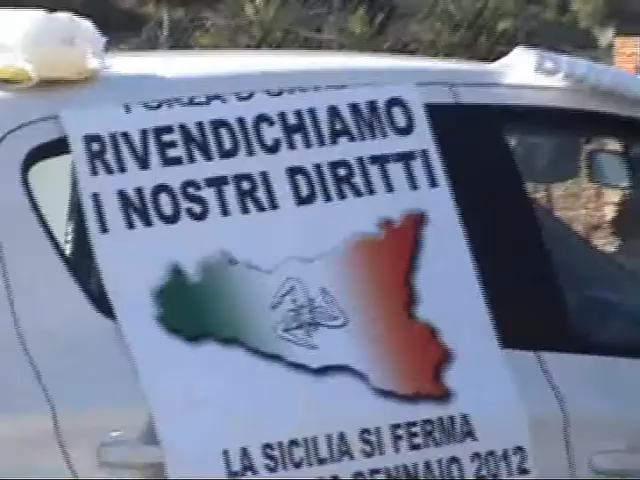 RIVENDICHIAMO
I NOSTRI DIRITTI
LA SICILIA SI FERMA
GENNAIO 2012